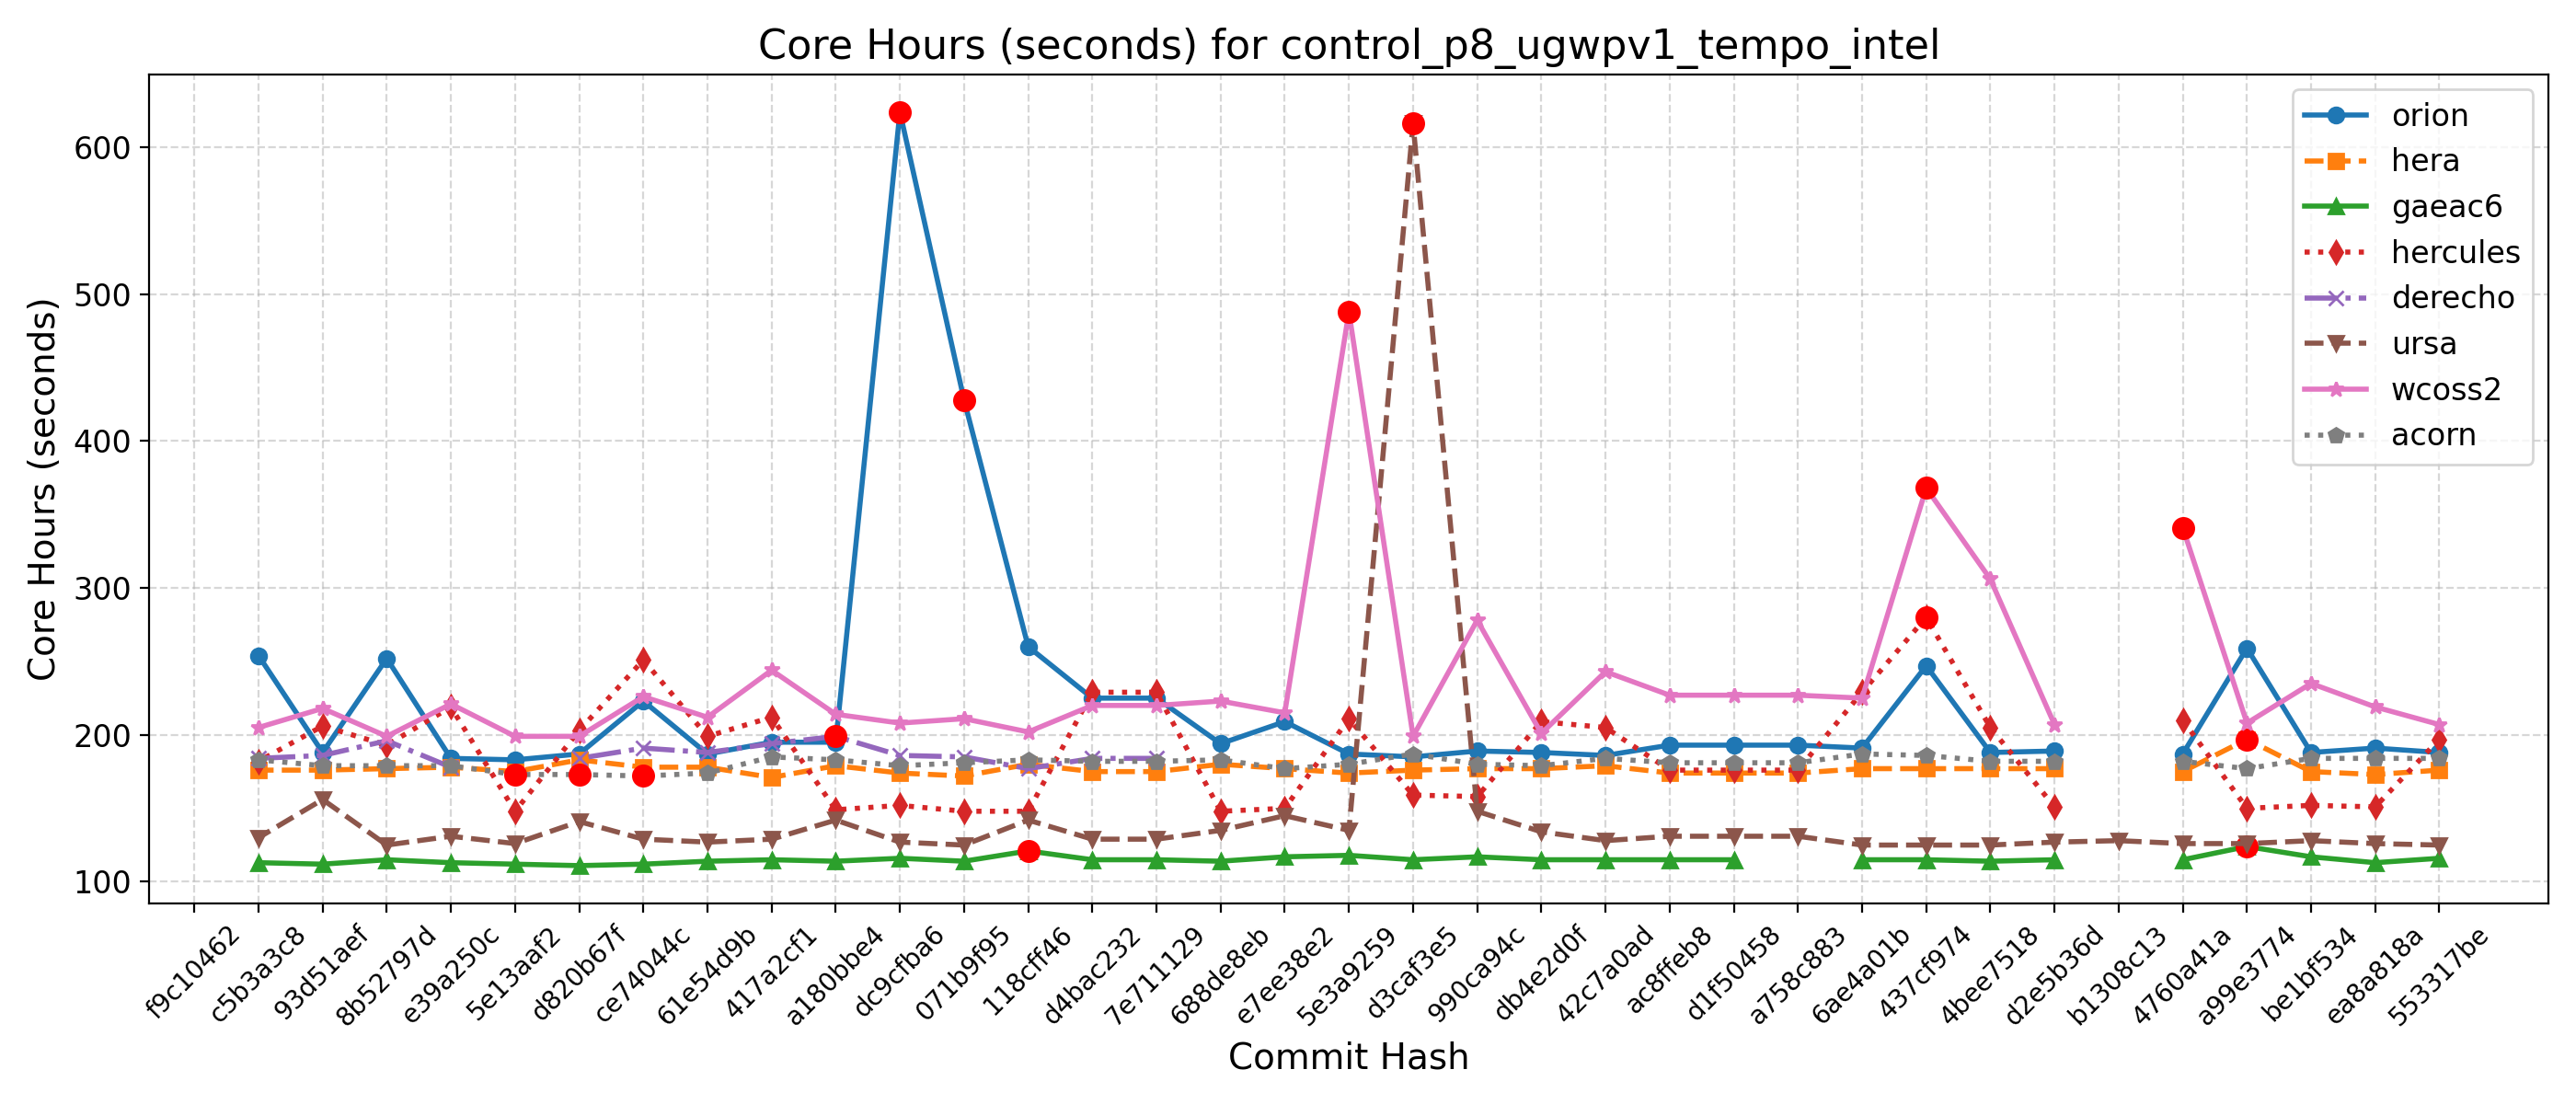 Core Hours (seconds) for control_p8_ugwpv1_tempo_intel
Core Hours (seconds)
600
500
400
300
200
100
orion
hera
gaeac6
hercules
derecho
ursa
wcoss2
acorn
f9c10462
c5b3a3c8
93d51aef
8b52797d
e39a250c
5e13aaf2
d820b67f
ce74044c
61e54d9b
417a2cf1
a180bbe4
dc9cfba6
071b9f95
118cff46
d4bac232
7e711129
688de8eb
e7ee38e2
5e3a9259
d3caf3e5
990ca94c
db4e2d0f
42c7a0ad
ac8ffeb8
d1f50458
a758c883
6ae4a01b
437cf974
4bee7518
d2e5b36d
b1308c13
4760a41a
a99e3774
be1bf534
ea8a818a
553317be
Commit Hash